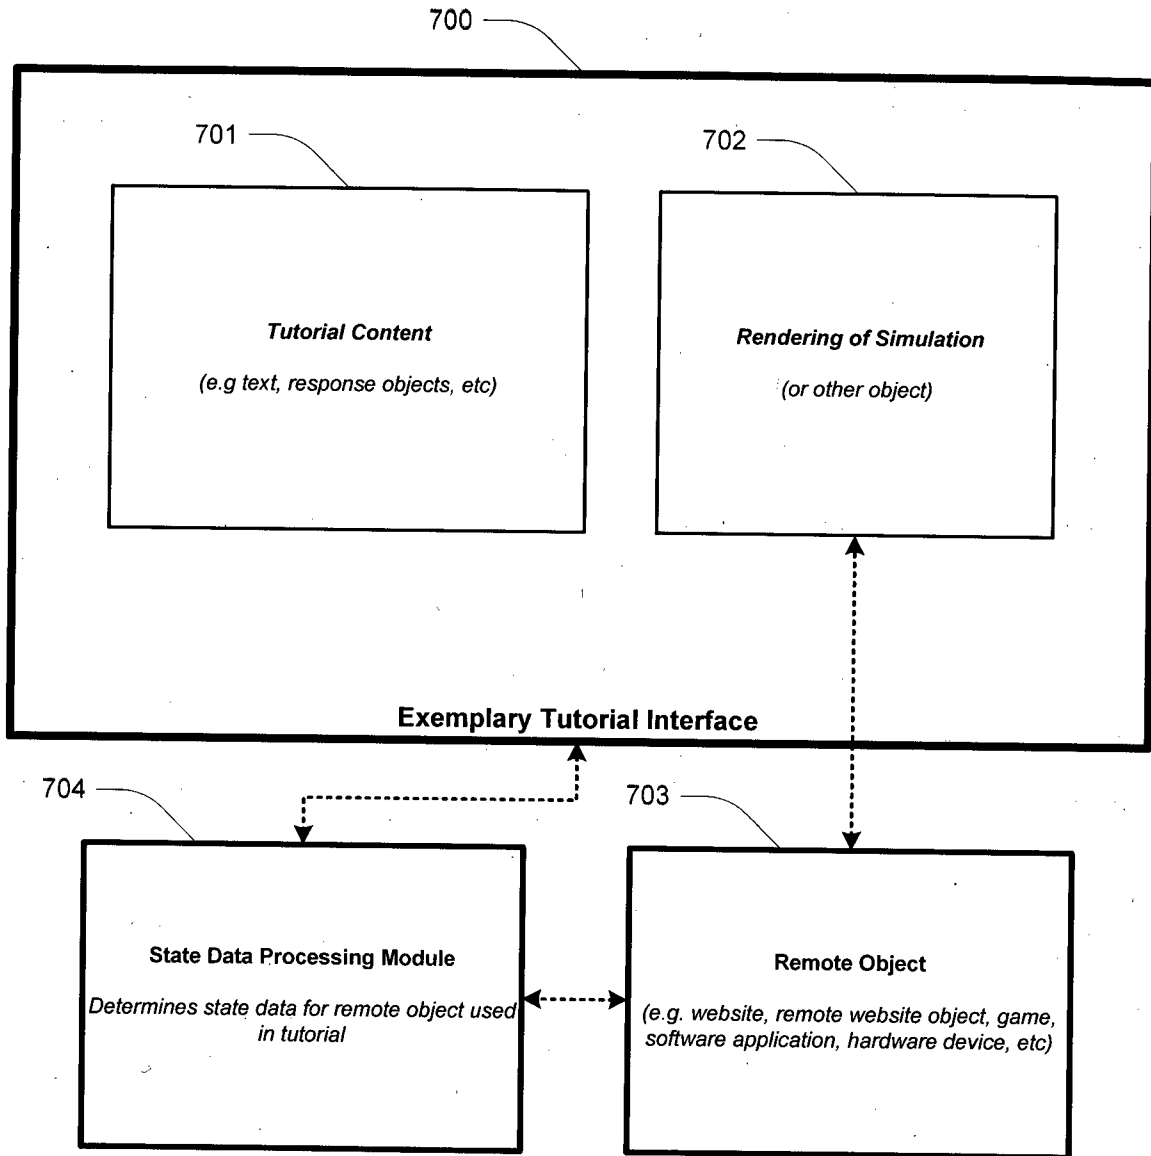 700
701
702
Tutorial Content
(e.g text, response objects, etc)
Rendering of Simulation
(or other object)
Exemplary Tutorial Interface
704
703
State Data Processing Module
Determines state data for remote object used
in tutorial
Remote Object
(e.g. website, remote website object, game,
software application, hardware device, etc)